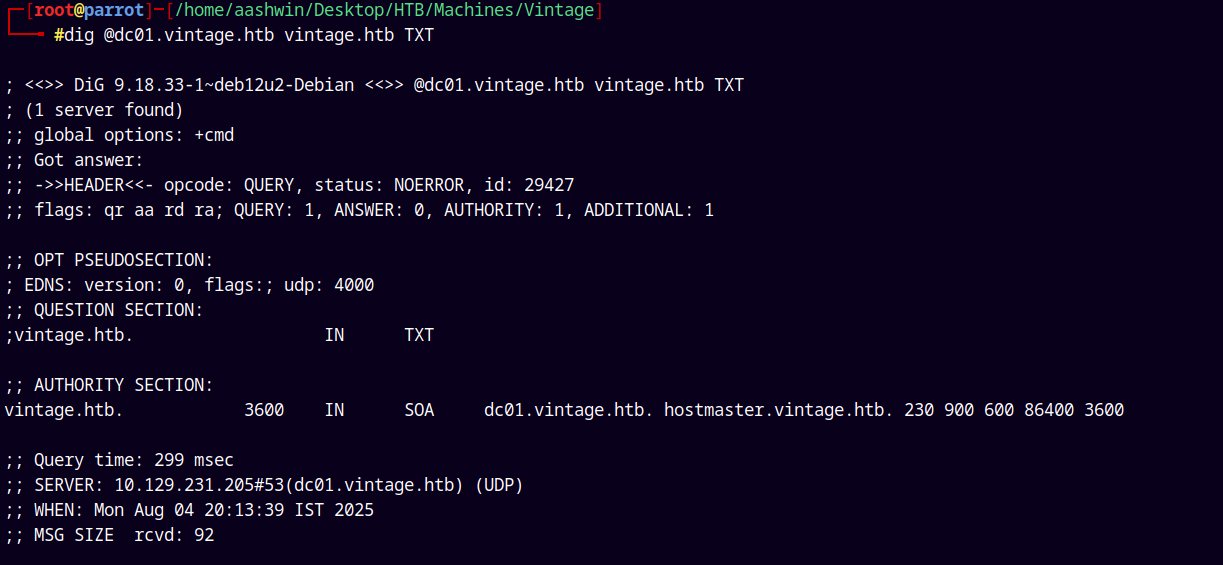 ┌─[root@parrot]─[/home/aashwin/Desktop/HTB/Machines/Vintage]
└──╼ #dig @dc01.vintage.htb vintage.htb TXT

; <<>> DiG 9.18.33-1~deb12u2-Debian <<>> @dc01.vintage.htb vintage.htb TXT
; (1 server found)
;; global options: +cmd
;; Got answer:
;; ->>HEADER<<- opcode: QUERY, status: NOERROR, id: 29427
;; flags: qr aa rd ra; QUERY: 1, ANSWER: 0, AUTHORITY: 1, ADDITIONAL: 1

;; OPT PSEUDOSECTION:
; EDNS: version: 0, flags:; udp: 4000
;; QUESTION SECTION:
;vintage.htb.			IN	TXT

;; AUTHORITY SECTION:
vintage.htb.		3600	IN	SOA	dc01.vintage.htb. hostmaster.vintage.htb. 230 900 600 86400 3600

;; Query time: 299 msec
;; SERVER: 10.129.231.205#53(dc01.vintage.htb) (UDP)
;; WHEN: Mon Aug 04 20:13:39 IST 2025
;; MSG SIZE  rcvd: 92